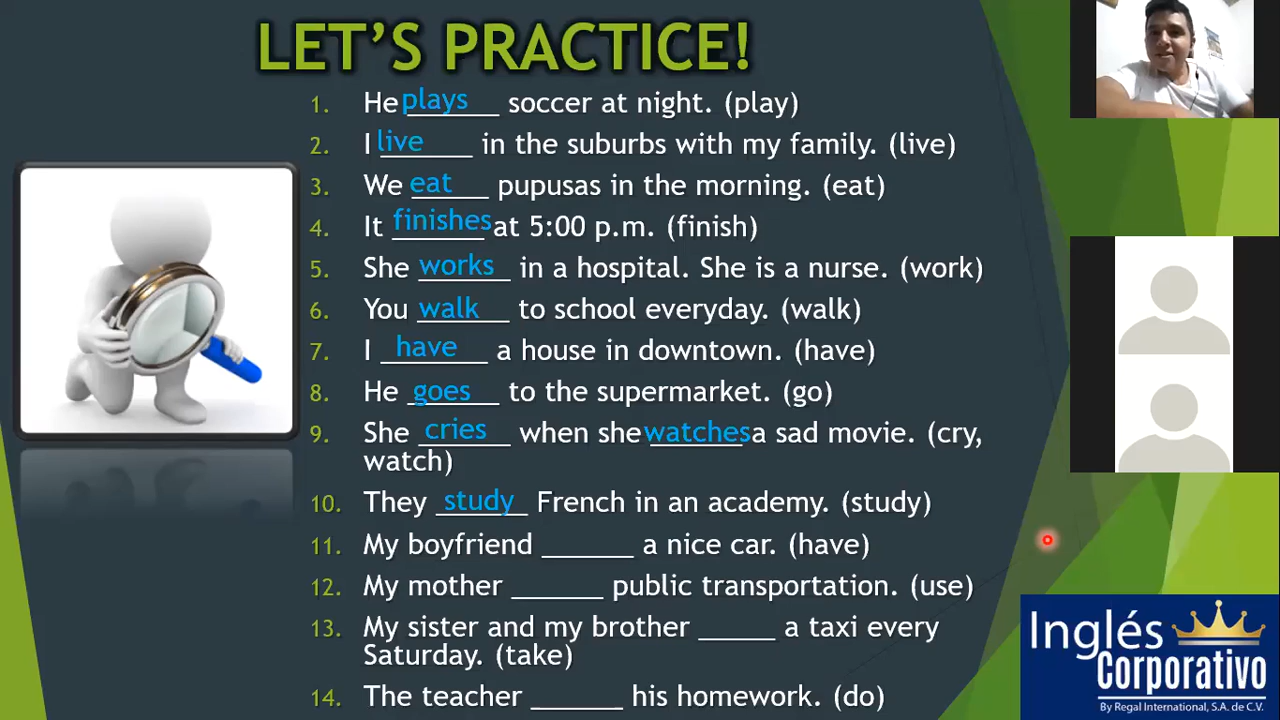 LET'S PRACTICE!
1. He plays soccer at night. (play)
2. I live in the suburbs with my family. (live)
3. We eat pupusas in the morning. (eat)
4. It finishes at 5:00 p.m. (finish)
5. She works in a hospital. She is a nurse. (work)
6. You walk to school everyday. (walk)
7. I have a house in downtown. (have)
8. He goes to the supermarket. (go)
9. She cries when she watches a sad movie. (cry,
watch)
10. They study French in an academy. (study)
11. My boyfriend ______ a nice car. (have)
12. My mother ______ public transportation. (use)
13. My sister and my brother _____ a taxi every
Saturday. (take)
14. The teacher ______ his homework. (do)
Inglés
Corporativo
By Regal International, S.A. de C.V.